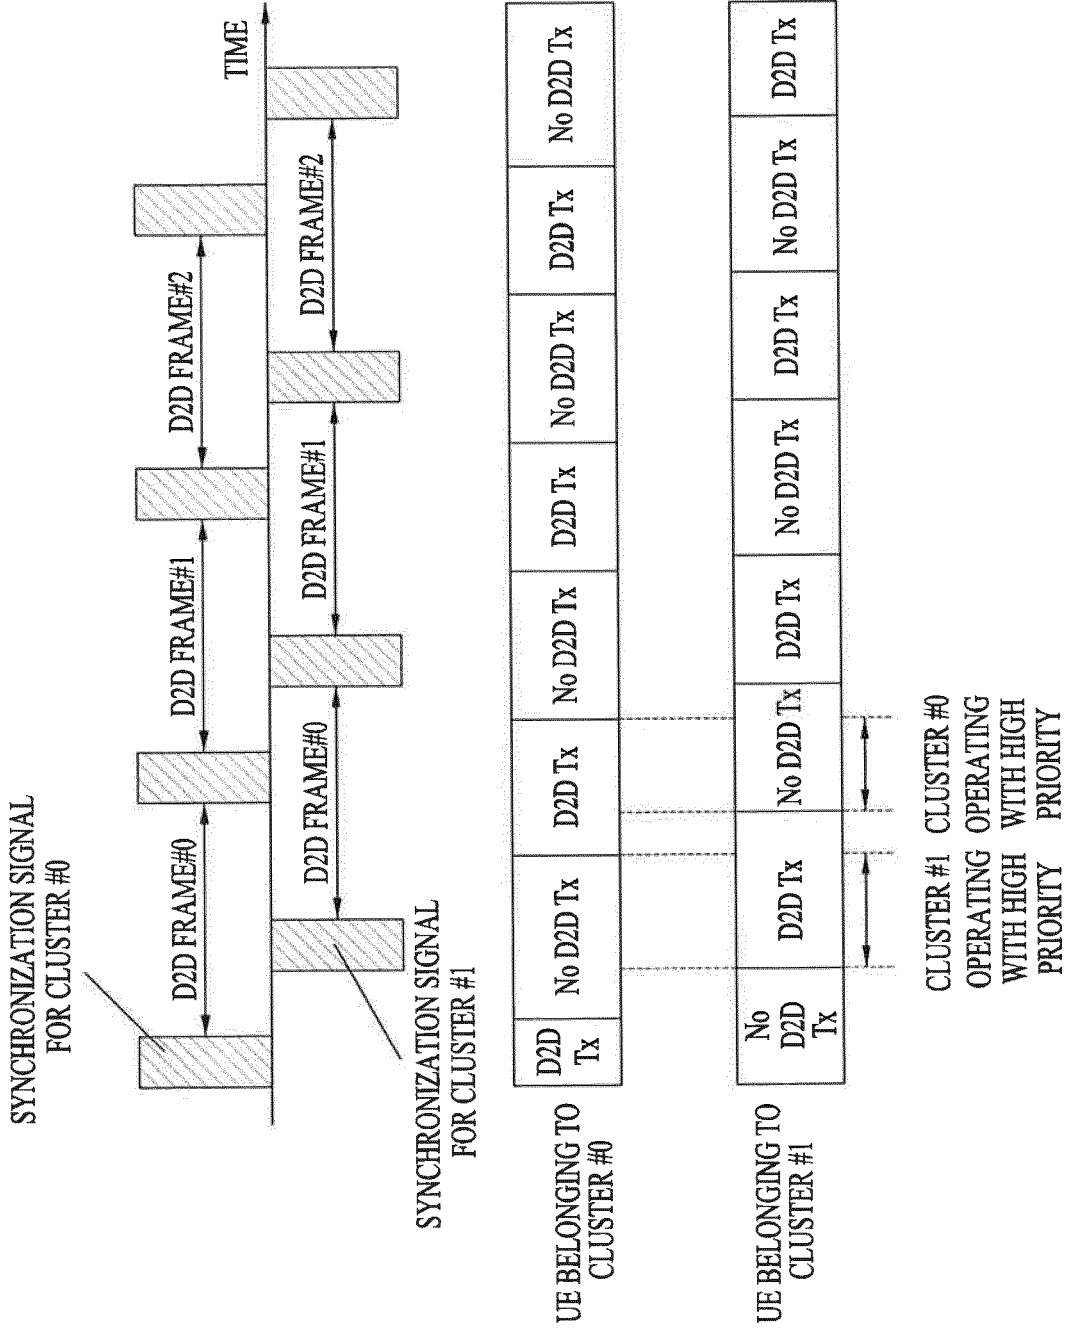 SYNCHRONIZATION SIGNAL
FOR CLUSTER #0
D2D FRAME#0
D2D FRAME#1
D2D FRAME#2
TIME
D2D FRAME#0
D2D FRAME#1
D2D FRAME#2
SYNCHRONIZATION SIGNAL
FOR CLUSTER #1
UE BELONGING TO
CLUSTER #0
D2D
Tx
No D2D Tx
D2D Tx
No D2D Tx
D2D Tx
No D2D Tx
D2D Tx
No D2D Tx
UE BELONGING TO
CLUSTER #1
No
D2D
Tx
D2D Tx
No D2D Tx
D2D Tx
No D2D Tx
D2D Tx
No D2D Tx
D2D Tx
CLUSTER #1
OPERATING
WITH HIGH
PRIORITY
CLUSTER #0
OPERATING
WITH HIGH
PRIORITY